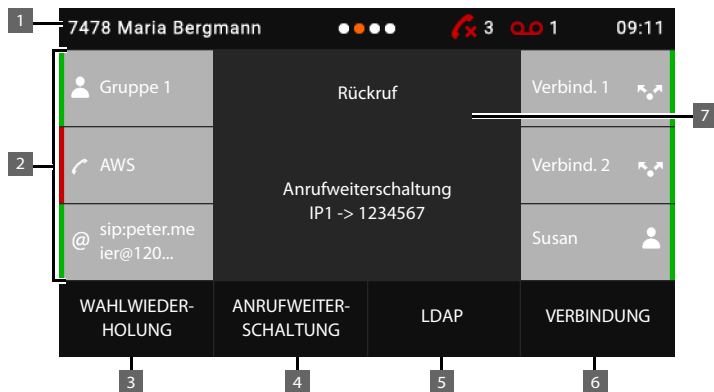 1
7478 Maria Bergmann
3
1
09:11
2
Gruppe 1
AWS
@ sip:peter.me
ier@120...
Rückruf
Anrufweiterschaltung
IP1 -> 1234567
Verbind. 1
Verbind. 2
Susan
7
WAHLWIEDER-
HOLUNG
ANRUFWEITER-
SCHALTUNG
LDAP
VERBINDUNG
3
4
5
6